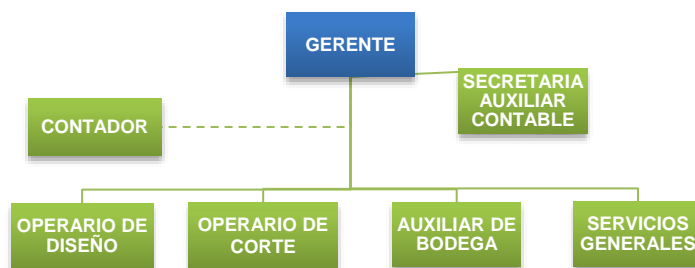 GERENTE
SECRETARIA
AUXILIAR
CONTABLE
CONTADOR
OPERARIO DE
DISEÑO
OPERARIO DE
CORTE
AUXILIAR DE
BODEGA
SERVICIOS
GENERALES